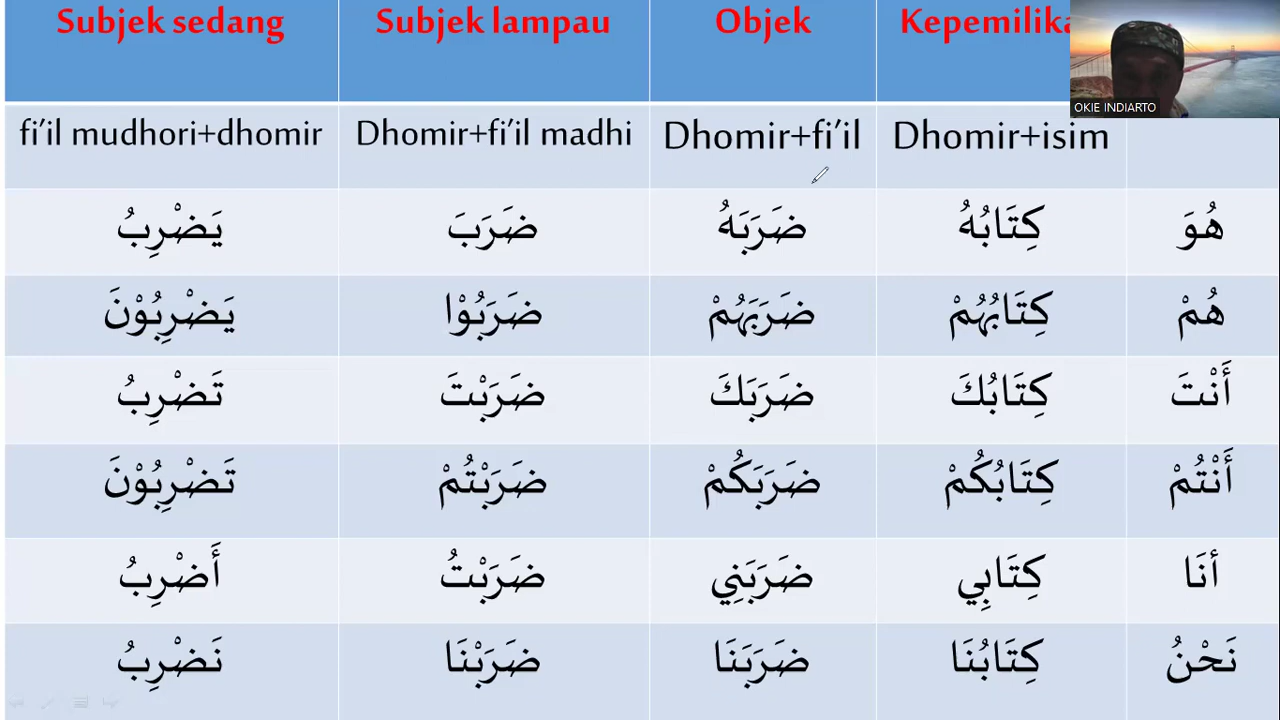 Subjek sedang Subjek lampau Objek Kepemilika
OKIE INDIARTO
fi'il mudhori+dhomir Dhomir+fi'il madhi Dhomir+fi'il Dhomir+isim
يَضْرِبُ ضَرَبَ ضَرَبَهُ كِتَابُهُ هُوَ
يَضْرِبُوْنَ ضَرَبُوْا ضَرَبَهُمْ كِتَابُهُمْ هُمْ
تَضْرِبُ ضَرَبْتَ ضَرَبَكَ كِتَابُكَ أَنْتَ
تَضْرِبُوْنَ ضَرَبْتُمْ ضَرَبَكُمْ كِتَابُكُمْ أَنْتُمْ
أَضْرِبُ ضَرَبْتُ ضَرَبَنِي كِتَابِي أنَا
نَضْرِبُ ضَرَبْنَا ضَرَبَنَا كِتَابُنَا نَحْنُ